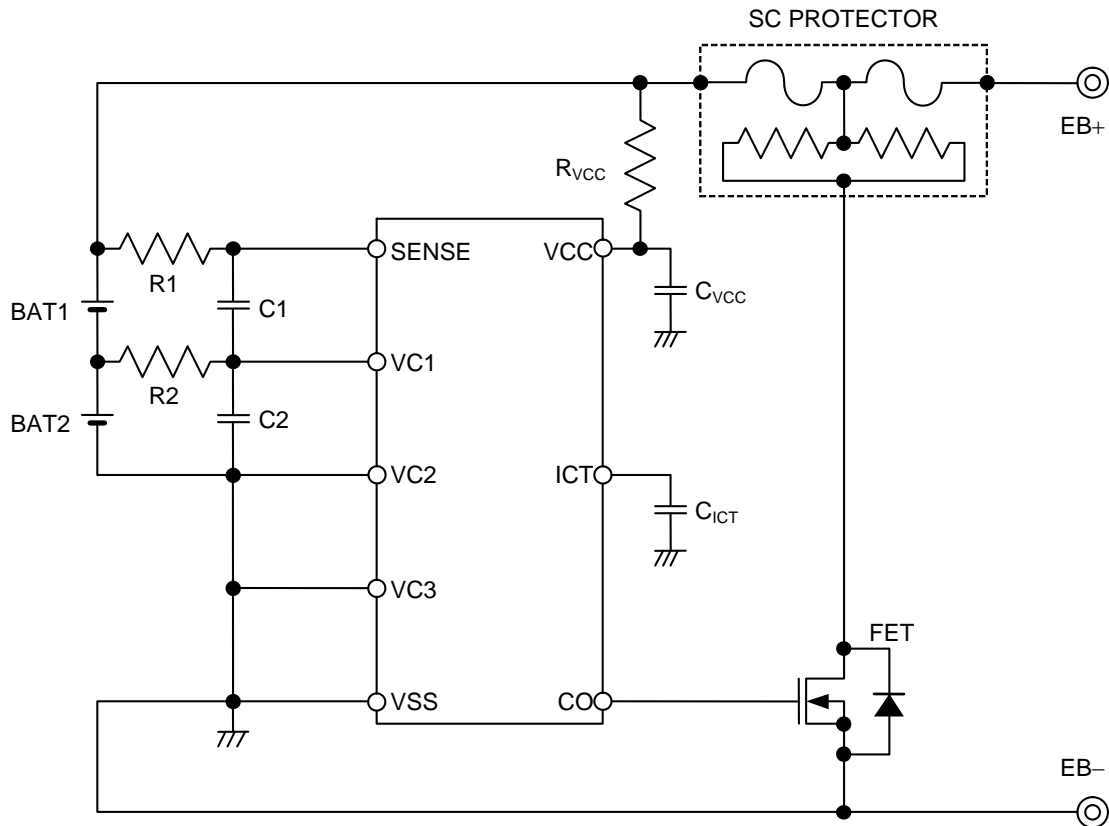 SC PROTECTOR
EB+
RVCC
SENSE
VCC
R1
BAT1
C1
CVCC
VC1
R2
BAT2
C2
VC2
ICT
CICT
VC3
FET
VSS
CO
EB−